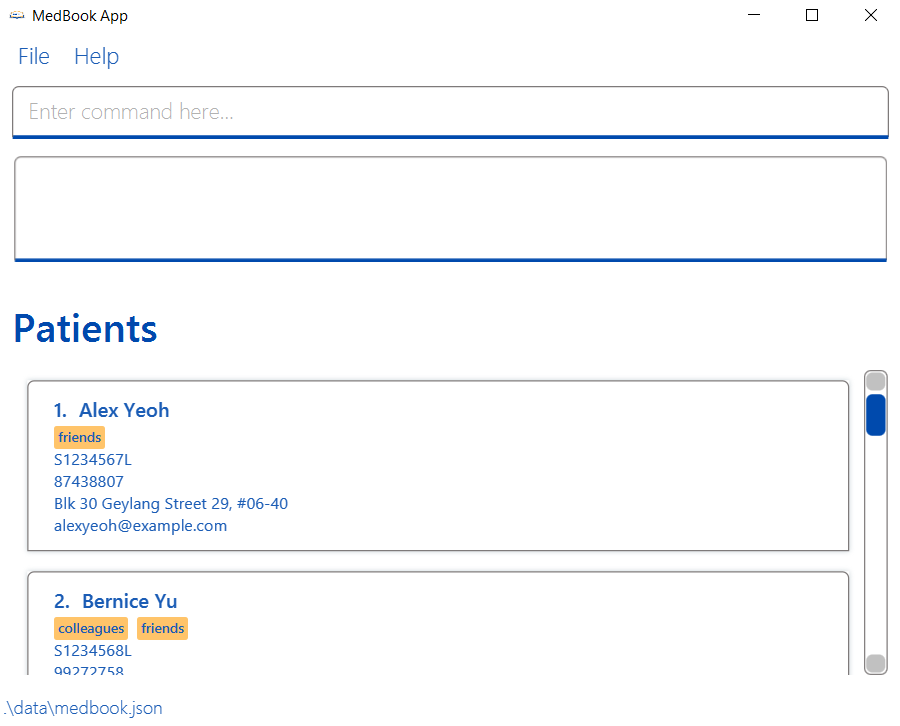 MedBook App
File Help
Enter command here...
Patients
1. Alex Yeoh
friends
S1234567L
87438807
Blk 30 Geylang Street 29, #06-40
alexyeoh@example.com
2. Bernice Yu
colleagues friends
S1234568L
99272758
.\data\medbook.json